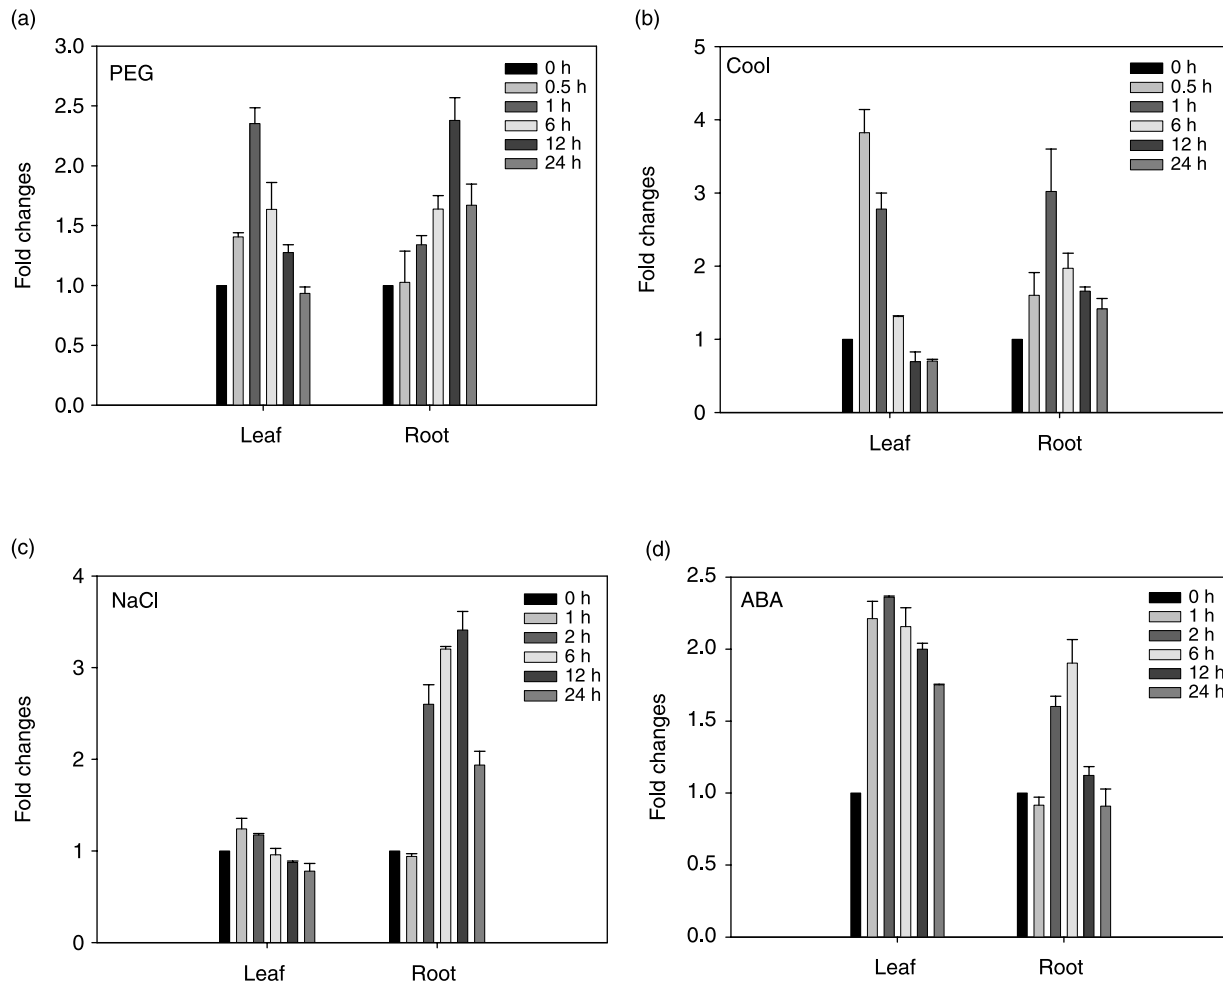 (a)
PEG
3.0
2.5
2.0
1.5
1.0
0.5
0.0
Fold changes
0 h
0.5 h
1 h
6 h
12 h
24 h
Leaf Root
(b)
Cool
5
4
3
2
1
0
Fold changes
0 h
0.5 h
1 h
6 h
12 h
24 h
Leaf Root
(c)
NaCl
4
3
2
1
0
Fold changes
0 h
1 h
2 h
6 h
12 h
24 h
Leaf Root
(d)
ABA
2.5
2.0
1.5
1.0
0.5
0.0
Fold changes
0 h
1 h
2 h
6 h
12 h
24 h
Leaf Root